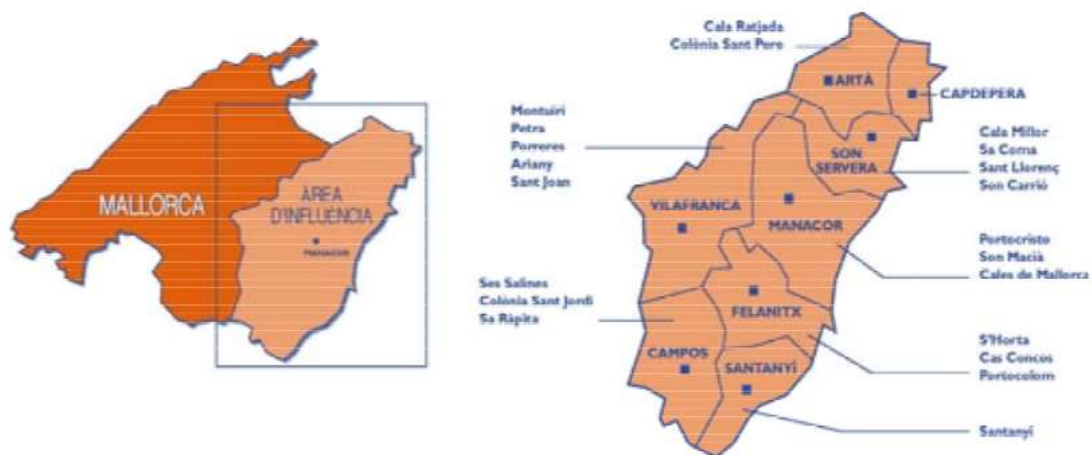 MALLORCA
ÀREA
D'INFLUÈNCIA
MANACOR
Cala Ratjada
Colònia Sant Pere
ARTÀ
CAPDEPERA
Montuïri
Petra
Porreres
Ariany
Sant Joan
SON
SERVERA
Cala Millor
Sa Coma
Sant Llorenç
Son Carrió
VILAFRANCA
MANACOR
Portocristo
Son Macià
Cales de Mallorca
Ses Salines
Colònia Sant Jordi
Sa Ràpita
FELANITX
CAMPOS
SANTANYÍ
S'Horta
Cas Concos
Portocolom
Santanyí